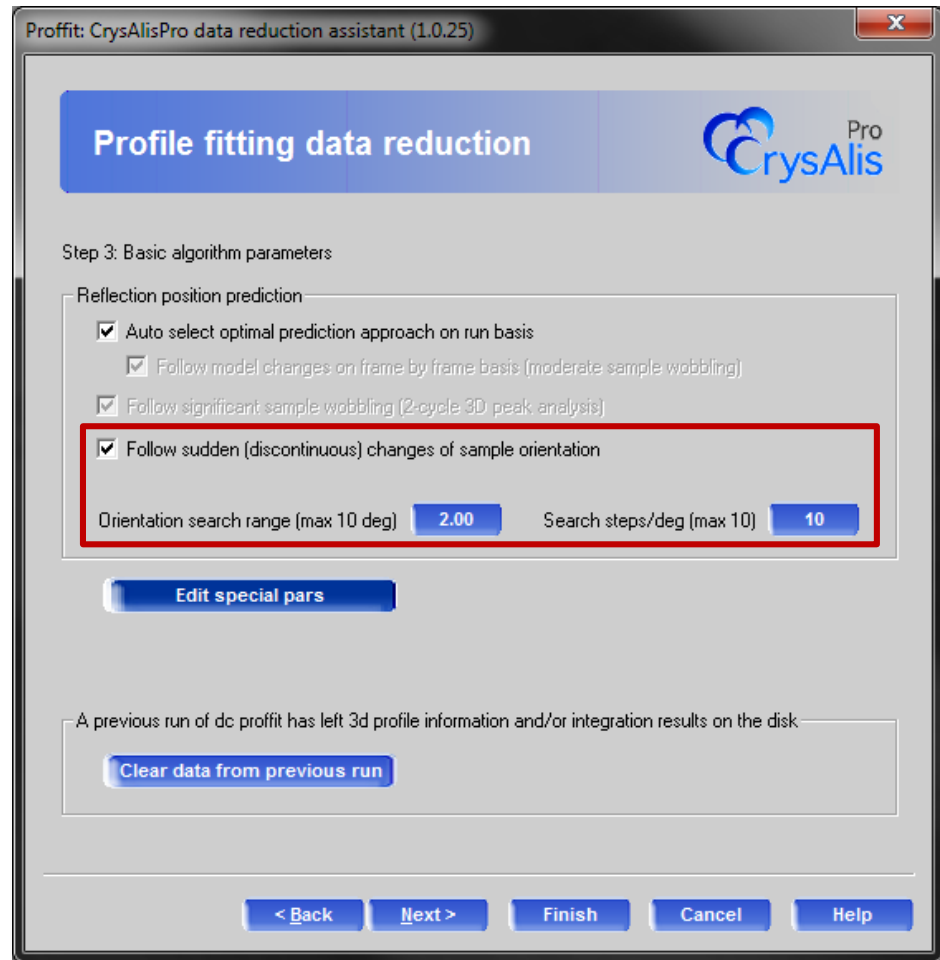 Proffit: CrysAlisPro data reduction assistant (1.0.25)
x
Profile fitting data reduction
Pro
CrysAlis
Step 3: Basic algorithm parameters
Reflection position prediction
Auto select optimal prediction approach on run basis
Follow model changes on frame by frame basis (moderate sample wobbling)
Follow significant sample wobbling (2-cycle 3D peak analysis)
Follow sudden (discontinuous) changes of sample orientation
Orientation search range (max 10 deg) 2.00 Search steps/deg (max 10) 10
Edit special pars
A previous run of dc proffit has left 3d profile information and/or integration results on the disk
Clear data from previous run
< Back Next > Finish Cancel Help